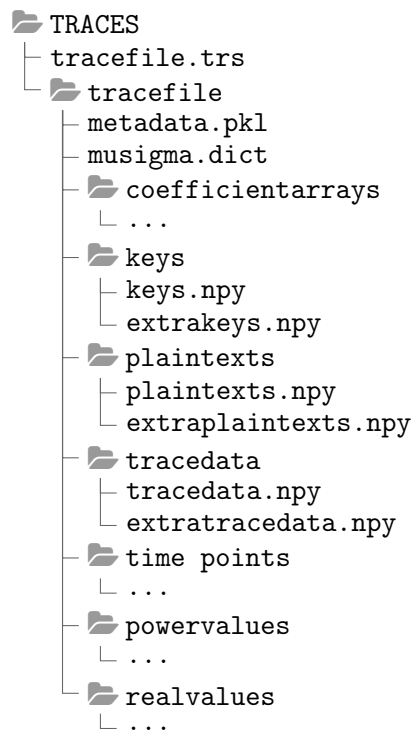 TRACES
tracefile.trs
tracefile
metadata.pkl
musigma.dict
coefficientarrays
...
keys
keys.npy
extrakeys.npy
plaintexts
plaintexts.npy
extraplaintexts.npy
tracedata
tracedata.npy
extratracedata.npy
time points
...
powervalues
...
realvalues
...